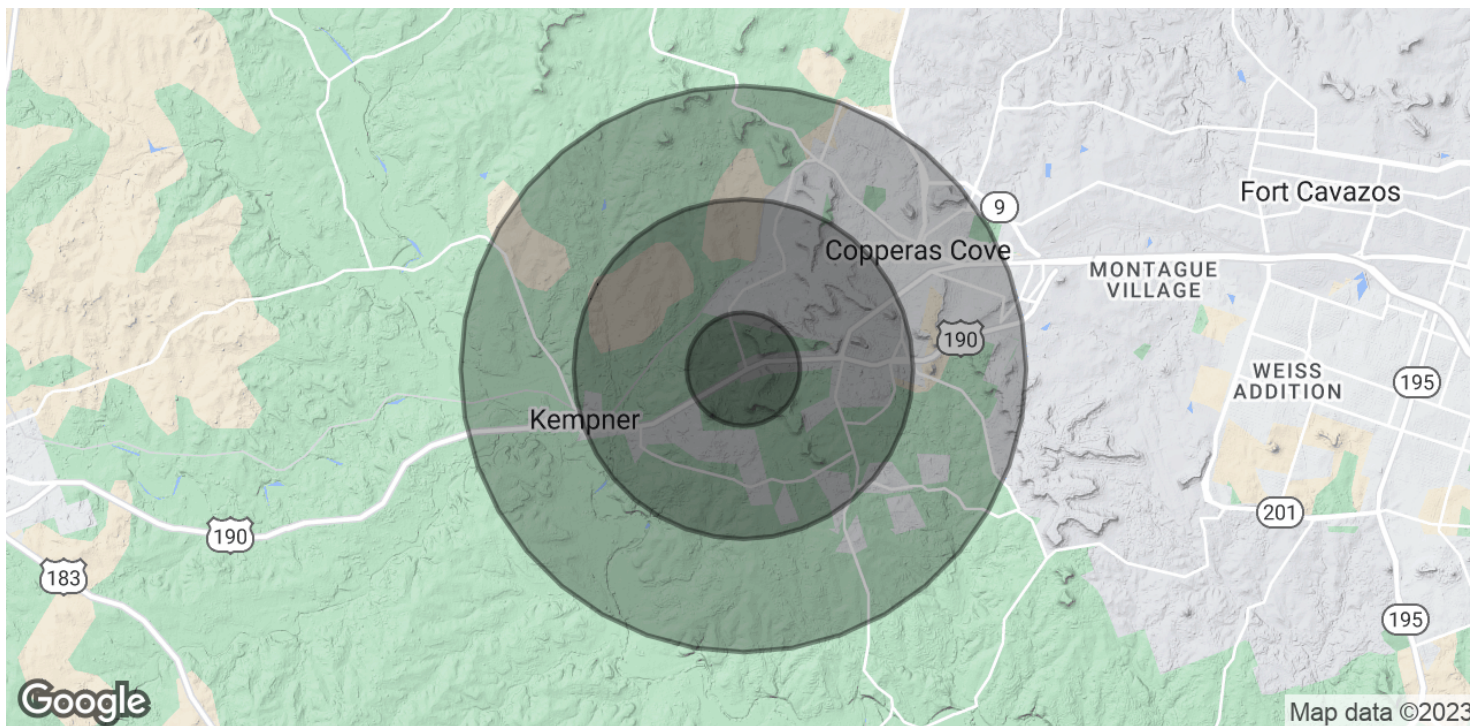 9
Fort Cavazos
Copperas Cove
MONTAGUE
VILLAGE
190
WEISS
ADDITION
195
Kempner
201
190
183
195
Google
Map data ©2023